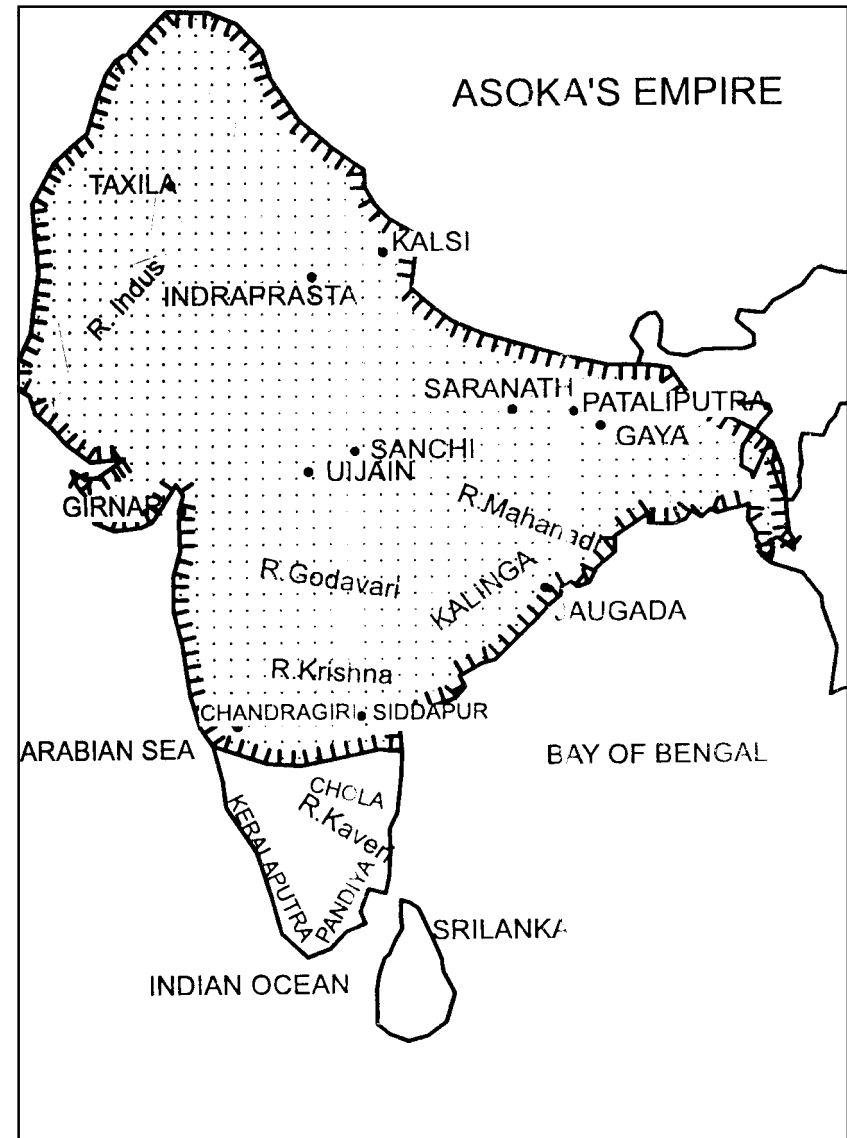 ASOKA'S EMPIRE
TAXILA
KALSI
R. Indus
INDRAPRASTA
SARANATH
PATALIPUTRA
GAYA
SANCHI
UJJAIN
GIRNAR
R.Mahanadi
R.Godavari
KALINGA
JAUGADA
R.Krishna
CHANDRAGIRI
SIDDAPUR
ARABIAN SEA
BAY OF BENGAL
CHOLA
R.Kaveri
KERALAPUTRA
PANDIYA
SRILANKA
INDIAN OCEAN